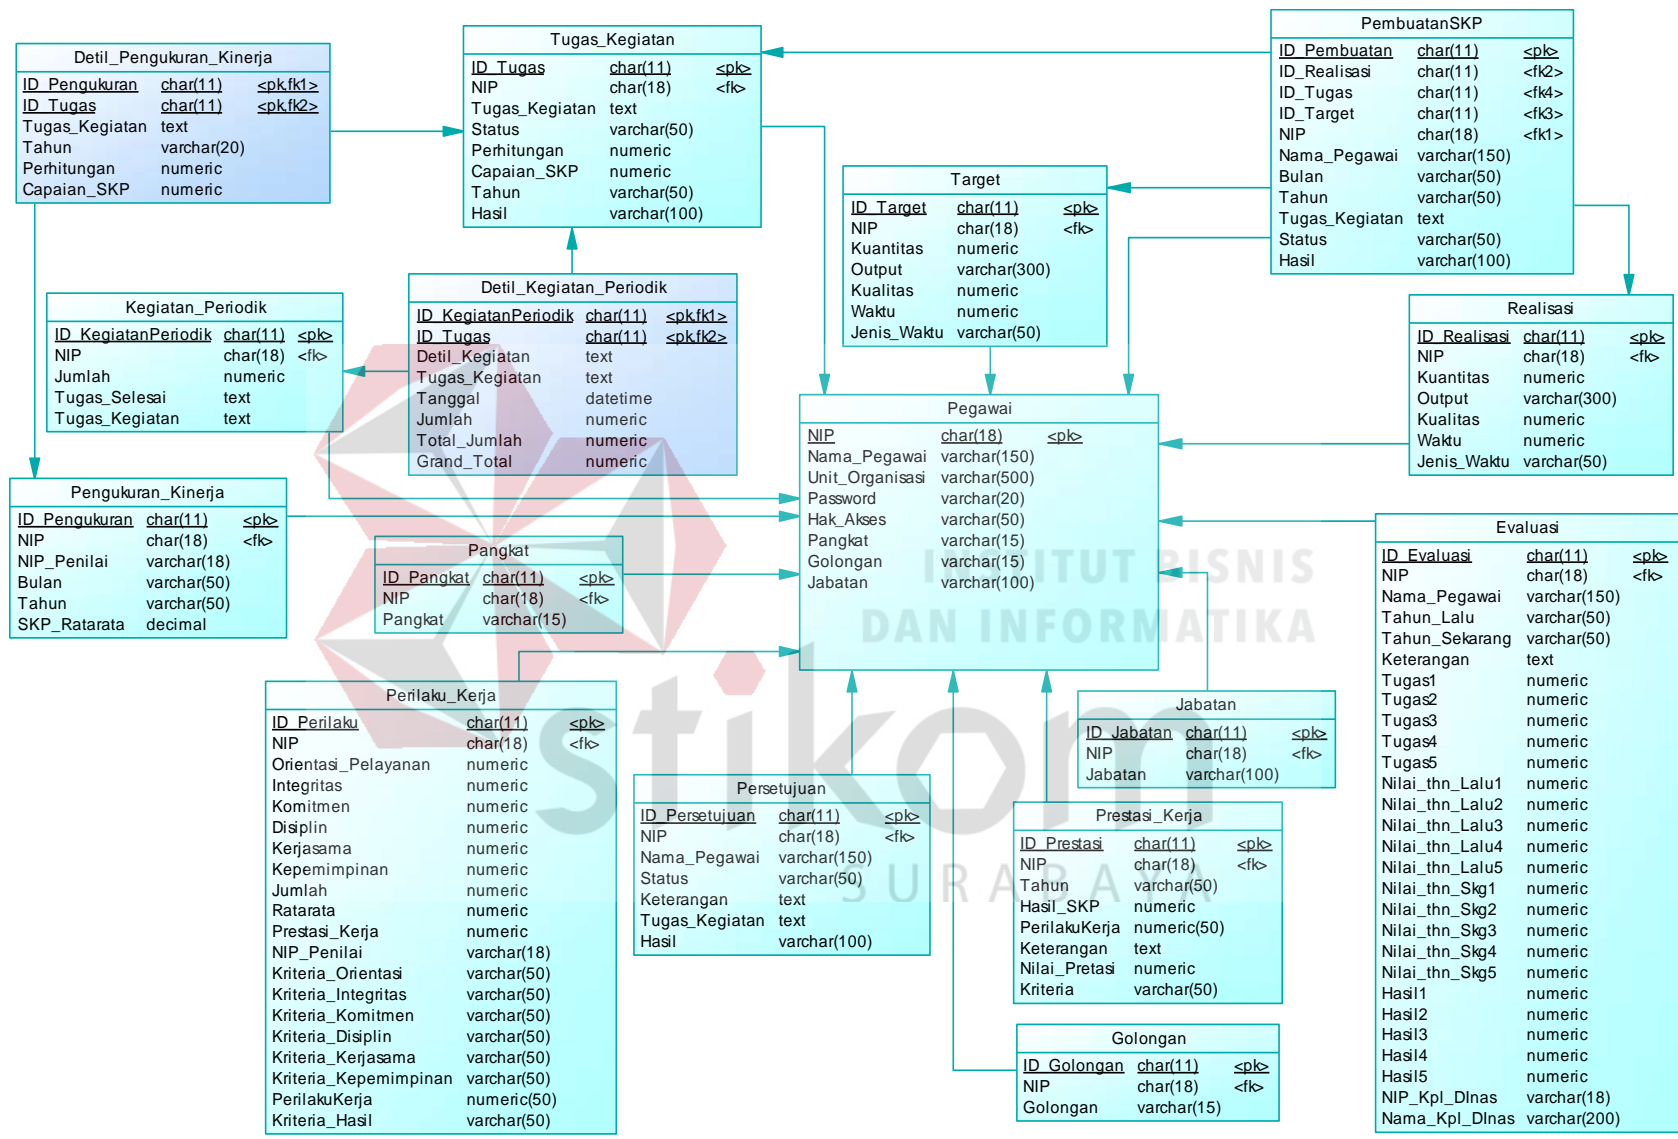 Detil_Pengukuran_Kinerja
ID_Pengukuran char(11) <pk,fk1>
ID_Tugas char(11) <pk,fk2>
Tugas_Kegiatan text
Tahun varchar(20)
Perhitungan numeric
Capaian_SKP numeric
Tugas_Kegiatan
ID_Tugas char(11) <pk>
NIP char(18) <fk>
Tugas_Kegiatan text
Status varchar(50)
Perhitungan numeric
Capaian_SKP numeric
Tahun varchar(50)
Hasil varchar(100)
PembuatanSKP
ID_Pembuatan char(11) <pk>
ID_Realisasi char(11) <fk2>
ID_Tugas char(11) <fk4>
ID_Target char(11) <fk3>
NIP char(18) <fk1>
Nama_Pegawai varchar(150)
Bulan varchar(50)
Tahun varchar(50)
Tugas_Kegiatan text
Status varchar(50)
Hasil varchar(100)
Target
ID_Target char(11) <pk>
NIP char(18) <fk>
Kuantitas numeric
Output varchar(300)
Kualitas numeric
Waktu numeric
Jenis_Waktu varchar(50)
Kegiatan_Periodik
ID_KegiatanPeriodik char(11) <pk>
NIP char(18) <fk>
Jumlah numeric
Tugas_Selesai text
Tugas_Kegiatan text
Detil_Kegiatan_Periodik
ID_KegiatanPeriodik char(11) <pk,fk1>
ID_Tugas char(11) <pk,fk2>
Detil_Kegiatan text
Tugas_Kegiatan text
Tanggal datetime
Jumlah numeric
Total_Jumlah numeric
Grand_Total numeric
Realisasi
ID_Realisasi char(11) <pk>
NIP char(18) <fk>
Kuantitas numeric
Output varchar(300)
Kualitas numeric
Waktu numeric
Jenis_Waktu varchar(50)
Pegawai
NIP char(18) <pk>
Nama_Pegawai varchar(150)
Unit_Organisasi varchar(500)
Password varchar(20)
Hak_Akses varchar(50)
Pangkat varchar(15)
Golongan varchar(15)
Jabatan varchar(100)
Pengukuran_Kinerja
ID_Pengukuran char(11) <pk>
NIP char(18) <fk>
NIP_Penilai varchar(18)
Bulan varchar(50)
Tahun varchar(50)
SKP_Ratarata decimal
Pangkat
ID_Pangkat char(11) <pk>
NIP char(18) <fk>
Pangkat varchar(15)
INSTITUT BISNIS
DAN INFORMATIKA
stikom
SURABAYA
Evaluasi
ID_Evaluasi char(11) <pk>
NIP char(18) <fk>
Nama_Pegawai varchar(150)
Tahun_Lalu varchar(50)
Tahun_Sekarang varchar(50)
Keterangan text
Tugas1 numeric
Tugas2 numeric
Tugas3 numeric
Tugas4 numeric
Tugas5 numeric
Nilai_thn_Lalu1 numeric
Nilai_thn_Lalu2 numeric
Nilai_thn_Lalu3 numeric
Nilai_thn_Lalu4 numeric
Nilai_thn_Lalu5 numeric
Nilai_thn_Skg1 numeric
Nilai_thn_Skg2 numeric
Nilai_thn_Skg3 numeric
Nilai_thn_Skg4 numeric
Nilai_thn_Skg5 numeric
Hasil1 numeric
Hasil2 numeric
Hasil3 numeric
Hasil4 numeric
Hasil5 numeric
NIP_Kpl_DInas varchar(18)
Nama_Kpl_DInas varchar(200)
Perilaku_Kerja
ID_Perilaku char(11) <pk>
NIP char(18) <fk>
Orientasi_Pelayanan numeric
Integritas numeric
Komitmen numeric
Disiplin numeric
Kerjasama numeric
Kepemimpinan numeric
Jumlah numeric
Ratarata numeric
Prestasi_Kerja numeric
NIP_Penilai varchar(18)
Kriteria_Orientasi varchar(50)
Kriteria_Integritas varchar(50)
Kriteria_Komitmen varchar(50)
Kriteria_Disiplin varchar(50)
Kriteria_Kerjasama varchar(50)
Kriteria_Kepemimpinan varchar(50)
PerilakuKerja numeric(50)
Kriteria_Hasil varchar(50)
Persetujuan
ID_Persetujuan char(11) <pk>
NIP char(18) <fk>
Nama_Pegawai varchar(150)
Status varchar(50)
Keterangan text
Tugas_Kegiatan text
Hasil varchar(100)
Jabatan
ID_Jabatan char(11) <pk>
NIP char(18) <fk>
Jabatan varchar(100)
Prestasi_Kerja
ID_Prestasi char(11) <pk>
NIP char(18) <fk>
Tahun varchar(50)
Hasil_SKP numeric
PerilakuKerja numeric(50)
Keterangan text
Nilai_Pretasi numeric
Kriteria varchar(50)
Golongan
ID_Golongan char(11) <pk>
NIP char(18) <fk>
Golongan varchar(15)